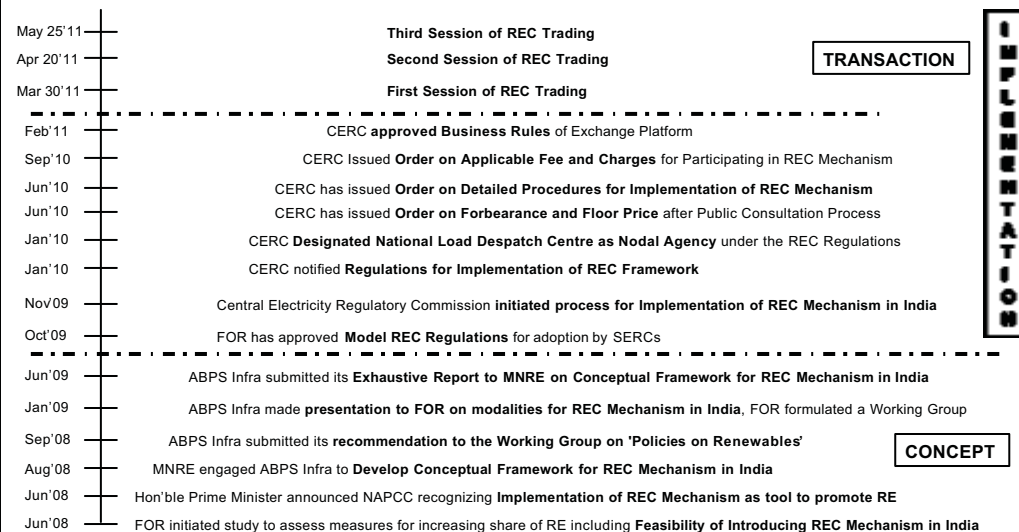 May 25'11 Third Session of REC Trading
Apr 20'11 Second Session of REC Trading
TRANSACTION
Mar 30'11 First Session of REC Trading
Feb'11 CERC approved Business Rules of Exchange Platform
Sep'10 CERC Issued Order on Applicable Fee and Charges for Participating in REC Mechanism
Jun'10 CERC has issued Order on Detailed Procedures for Implementation of REC Mechanism
Jun'10 CERC has issued Order on Forbearance and Floor Price after Public Consultation Process
Jan'10 CERC Designated National Load Despatch Centre as Nodal Agency under the REC Regulations
Jan'10 CERC notified Regulations for Implementation of REC Framework
Nov'09 Central Electricity Regulatory Commission initiated process for Implementation of REC Mechanism in India
Oct'09 FOR has approved Model REC Regulations for adoption by SERCs
IMPLEMENTATION
Jun'09 ABPS Infra submitted its Exhaustive Report to MNRE on Conceptual Framework for REC Mechanism in India
Jan'09 ABPS Infra made presentation to FOR on modalities for REC Mechanism in India, FOR formulated a Working Group
Sep'08 ABPS Infra submitted its recommendation to the Working Group on 'Policies on Renewables'
CONCEPT
Aug'08 MNRE engaged ABPS Infra to Develop Conceptual Framework for REC Mechanism in India
Jun'08 Hon'ble Prime Minister announced NAPCC recognizing Implementation of REC Mechanism as tool to promote RE
Jun'08 FOR initiated study to assess measures for increasing share of RE including Feasibility of Introducing REC Mechanism in India